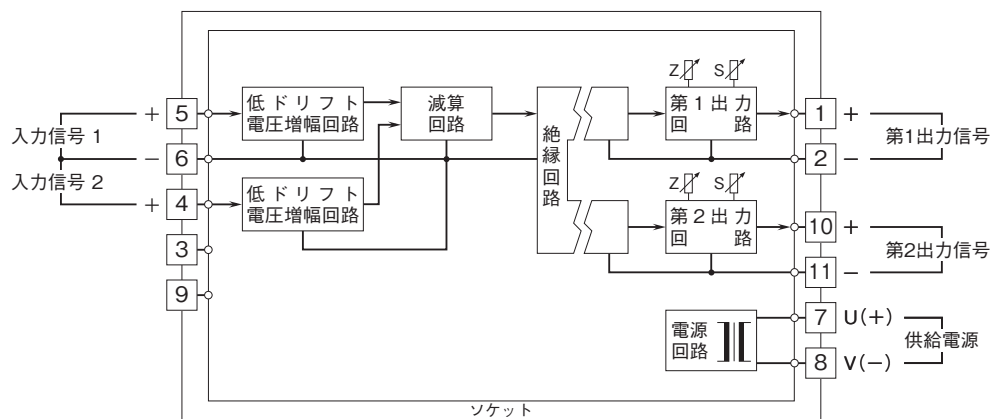 入力信号 1
入力信号 2
+ 5
− 6
+ 4
3
9
低ドリフト
電圧増幅回路
低ドリフト
電圧増幅回路
減算
回路
絶縁回路
Z S
第1出力
回路
Z S
第2出力
回路
電源
回路
1 +
2 −
第1出力信号
10 +
11 −
第2出力信号
7 U(+)
8 V(−)
供給電源
ソケット